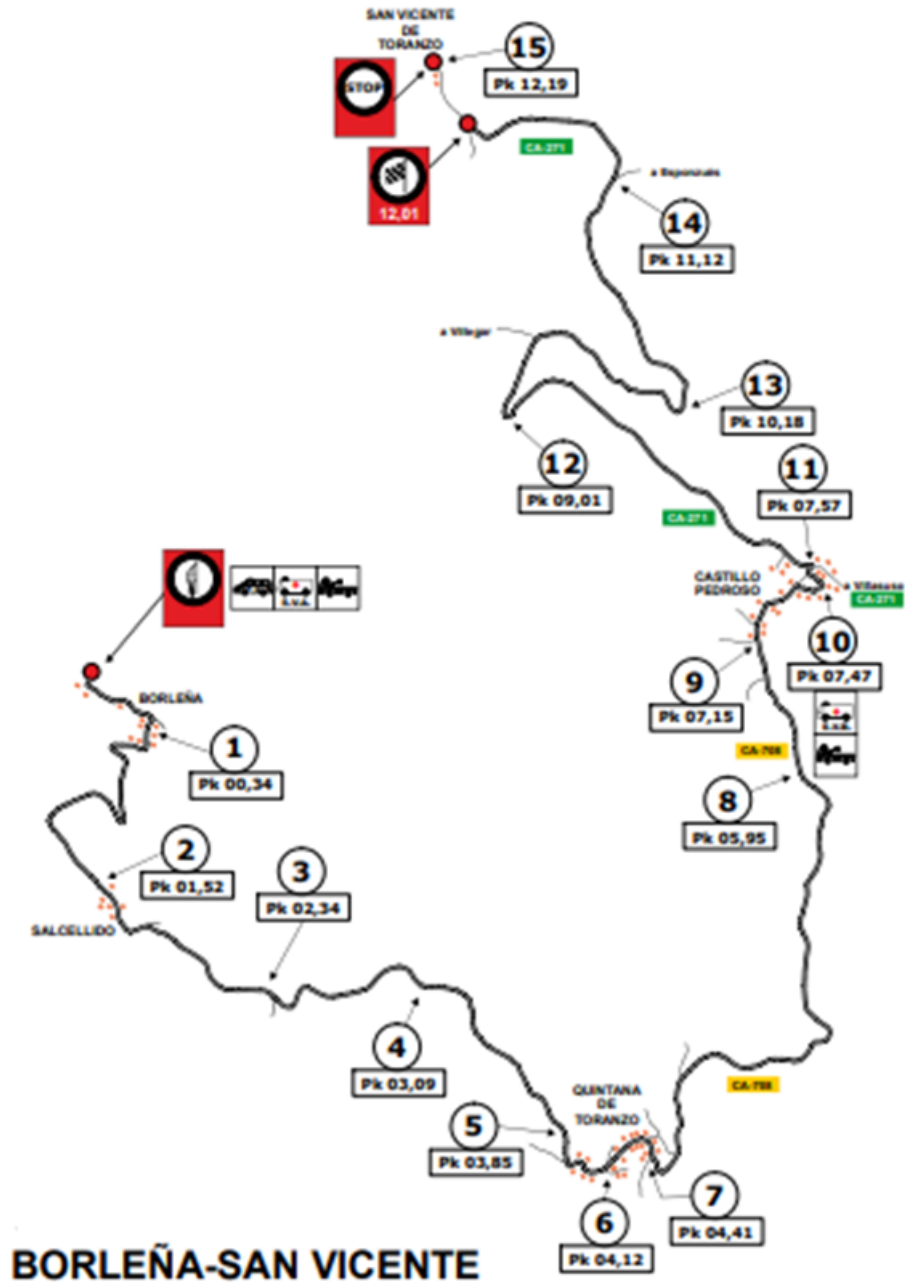 SAN VICENTE
DE
TORANZO
15
Pk 12,19
STOP
CA-271
12,01
a Esponzués
14
Pk 11,12
a Villegar
13
Pk 10,18
12
Pk 09,01
11
Pk 07,57
CA-271
CASTILLO
PEDROSO
a Villasuso
CA-271
10
Pk 07,47
9
Pk 07,15
BORLEÑA
1
Pk 00,34
CA-708
8
Pk 05,95
2
Pk 01,52
3
Pk 02,34
SALCELLIDO
4
Pk 03,09
CA-708
QUINTANA
DE
TORANZO
5
Pk 03,85
6
Pk 04,12
7
Pk 04,41
BORLEÑA-SAN VICENTE